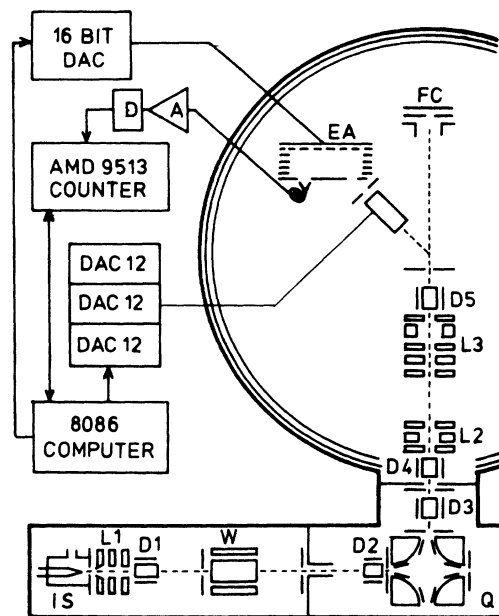 16 BIT
DAC
D
A
FC
EA
AMD 9513
COUNTER
DAC 12
DAC 12
DAC 12
D5
L3
8086
COMPUTER
L2
D4
D3
L1
D1
W
D2
IS
Q